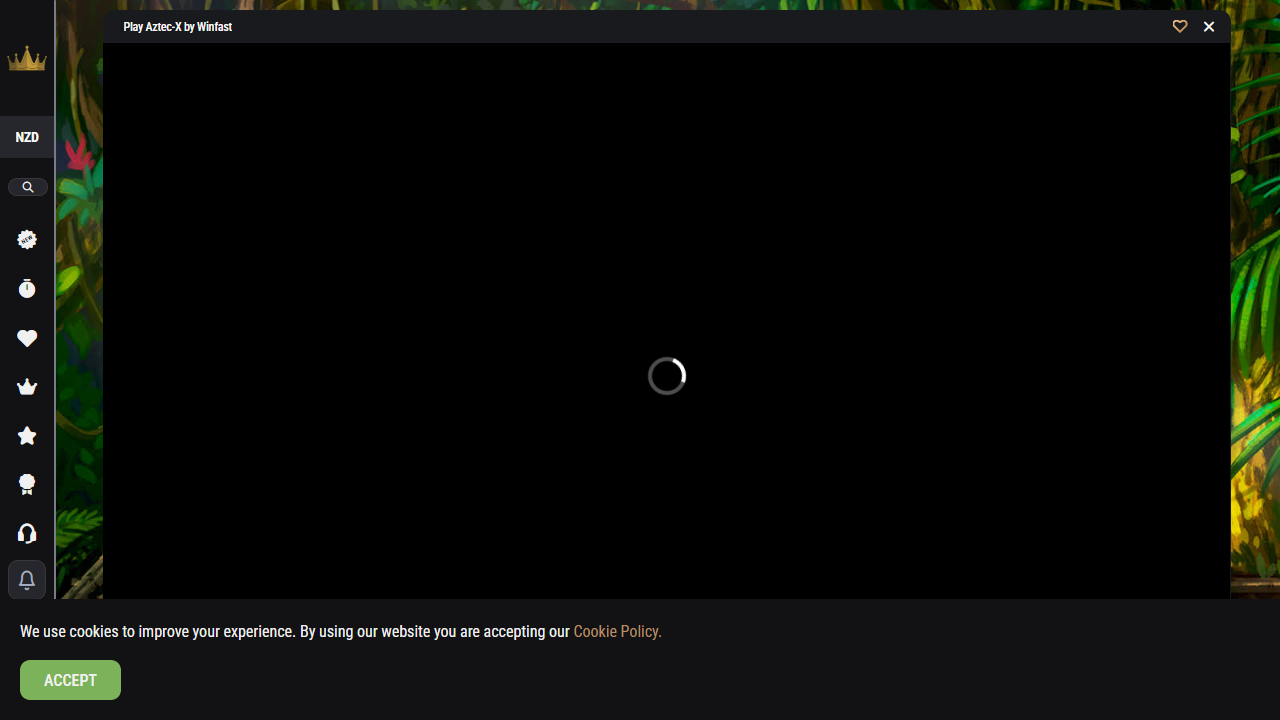 Play Aztec-X by Winfast
NZD
NEW
We use cookies to improve your experience. By using our website you are accepting our Cookie Policy.
ACCEPT